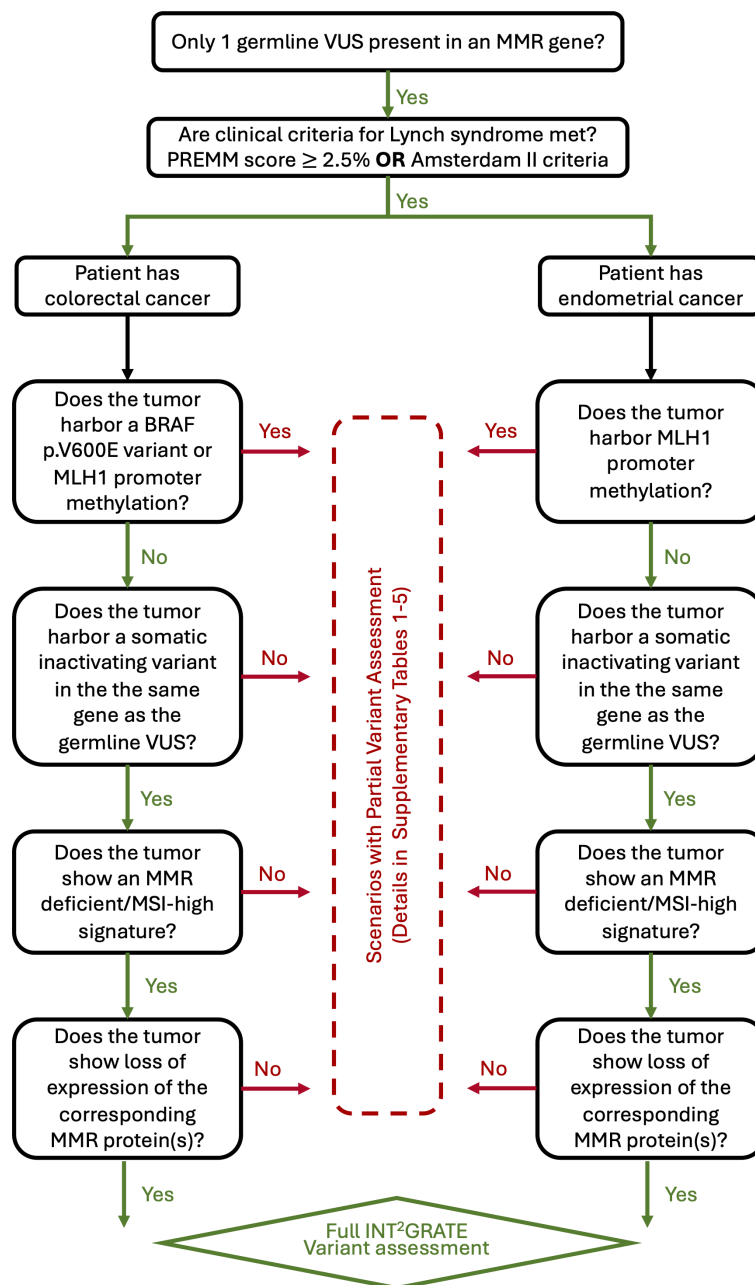 Only 1 germline VUS present in an MMR gene?
Yes
Are clinical criteria for Lynch syndrome met?
PREMM score ≥ 2.5% OR Amsterdam II criteria
Yes
Patient has
colorectal cancer
Patient has
endometrial cancer
Does the tumor
harbor a BRAF
p.V600E variant or
MLH1 promoter
methylation?
Yes
Yes
Does the tumor
harbor MLH1
promoter
methylation?
No
No
Does the tumor
harbor a somatic
inactivating variant
in the the same
gene as the
germline VUS?
No
No
Does the tumor
harbor a somatic
inactivating variant
in the the same
gene as the
germline VUS?
Scenarios with Partial Variant Assessment
(Details in Supplementary Tables 1-5)
Yes
Yes
Does the tumor
show an MMR
deficient/MSI-high
signature?
No
No
Does the tumor
show an MMR
deficient/MSI-high
signature?
Yes
Yes
Does the tumor
show loss of
expression of the
corresponding
MMR protein(s)?
No
No
Does the tumor
show loss of
expression of the
corresponding
MMR protein(s)?
Yes
Yes
Full INT²GRATE
Variant assessment